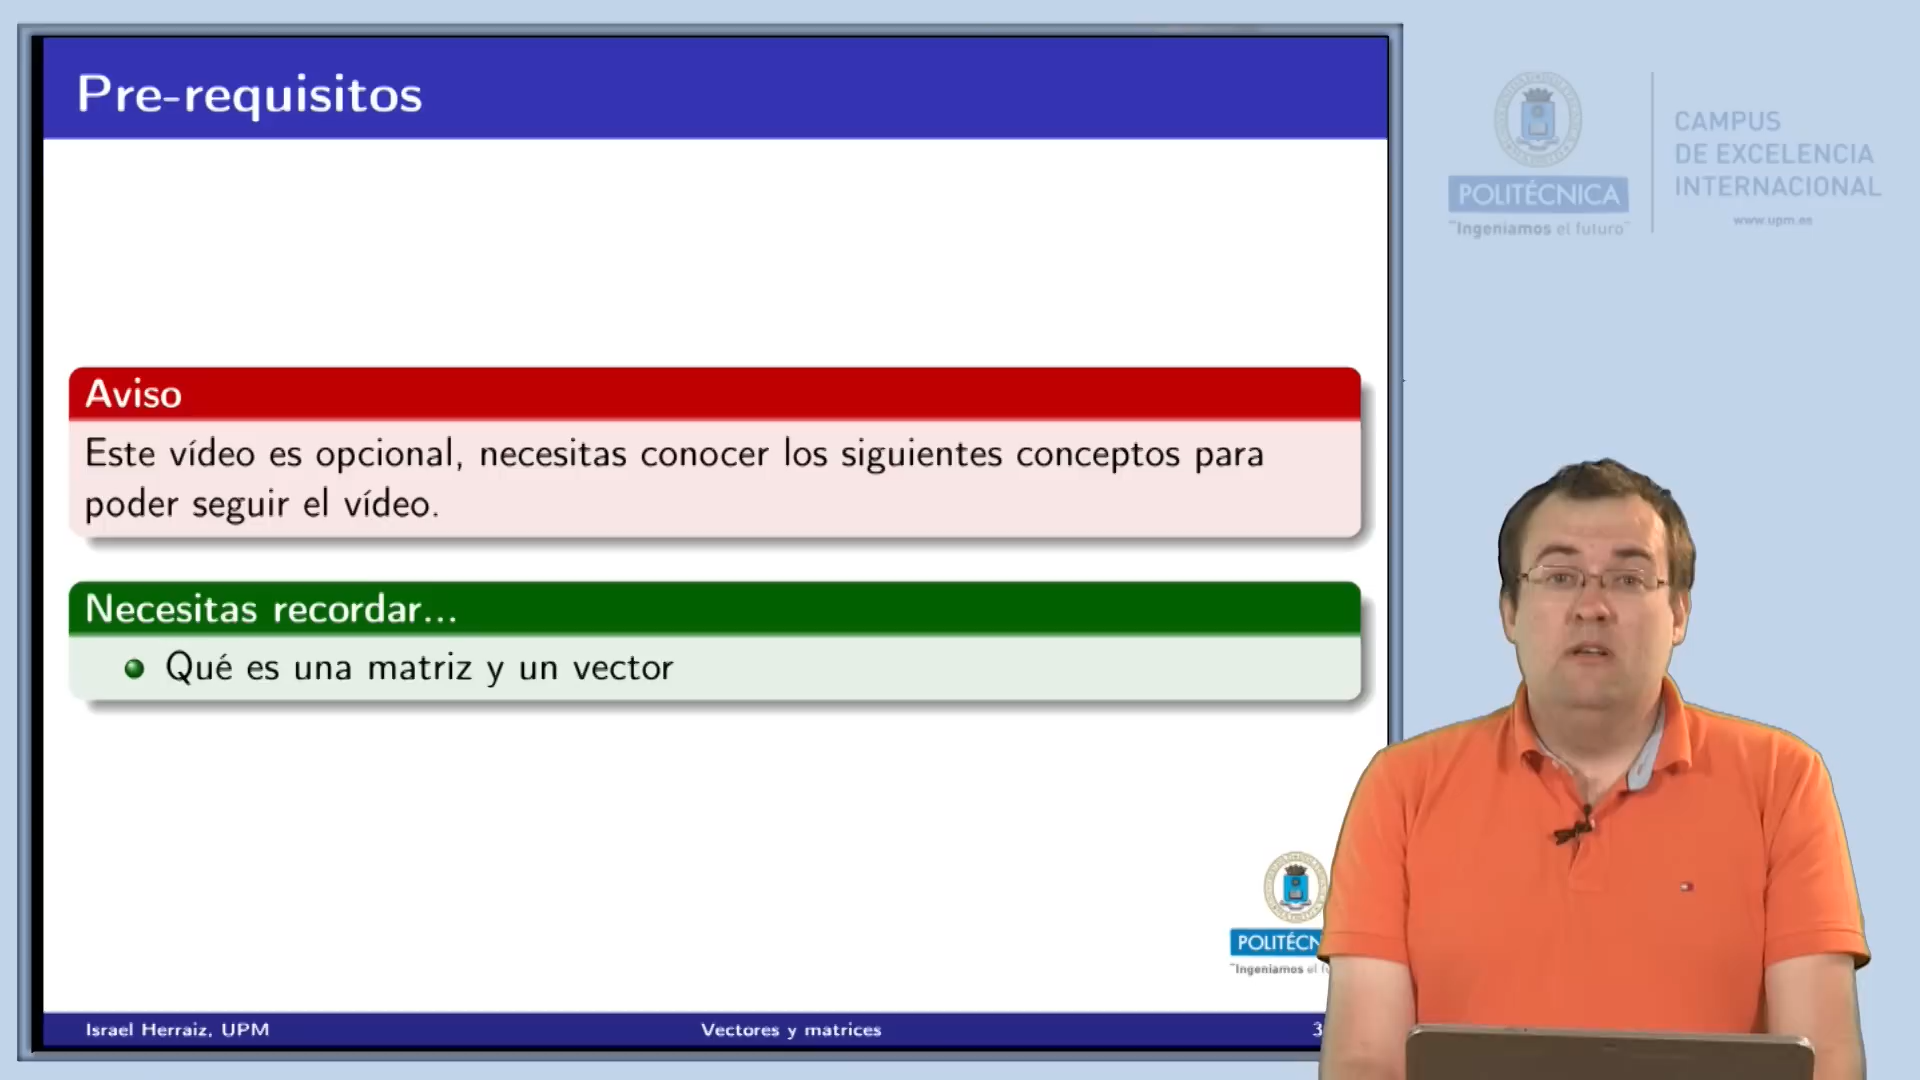 Pre-requisitos
Aviso
Este vídeo es opcional, necesitas conocer los siguientes conceptos para
poder seguir el vídeo.
Necesitas recordar...
Qué es una matriz y un vector
Israel Herraiz, UPM
Vectores y matrices
3
POLITÉCN
"Ingeniamos el fu
POLITÉCNICA
"Ingeniamos el futuro"
CAMPUS
DE EXCELENCIA
INTERNACIONAL
www.upm.es